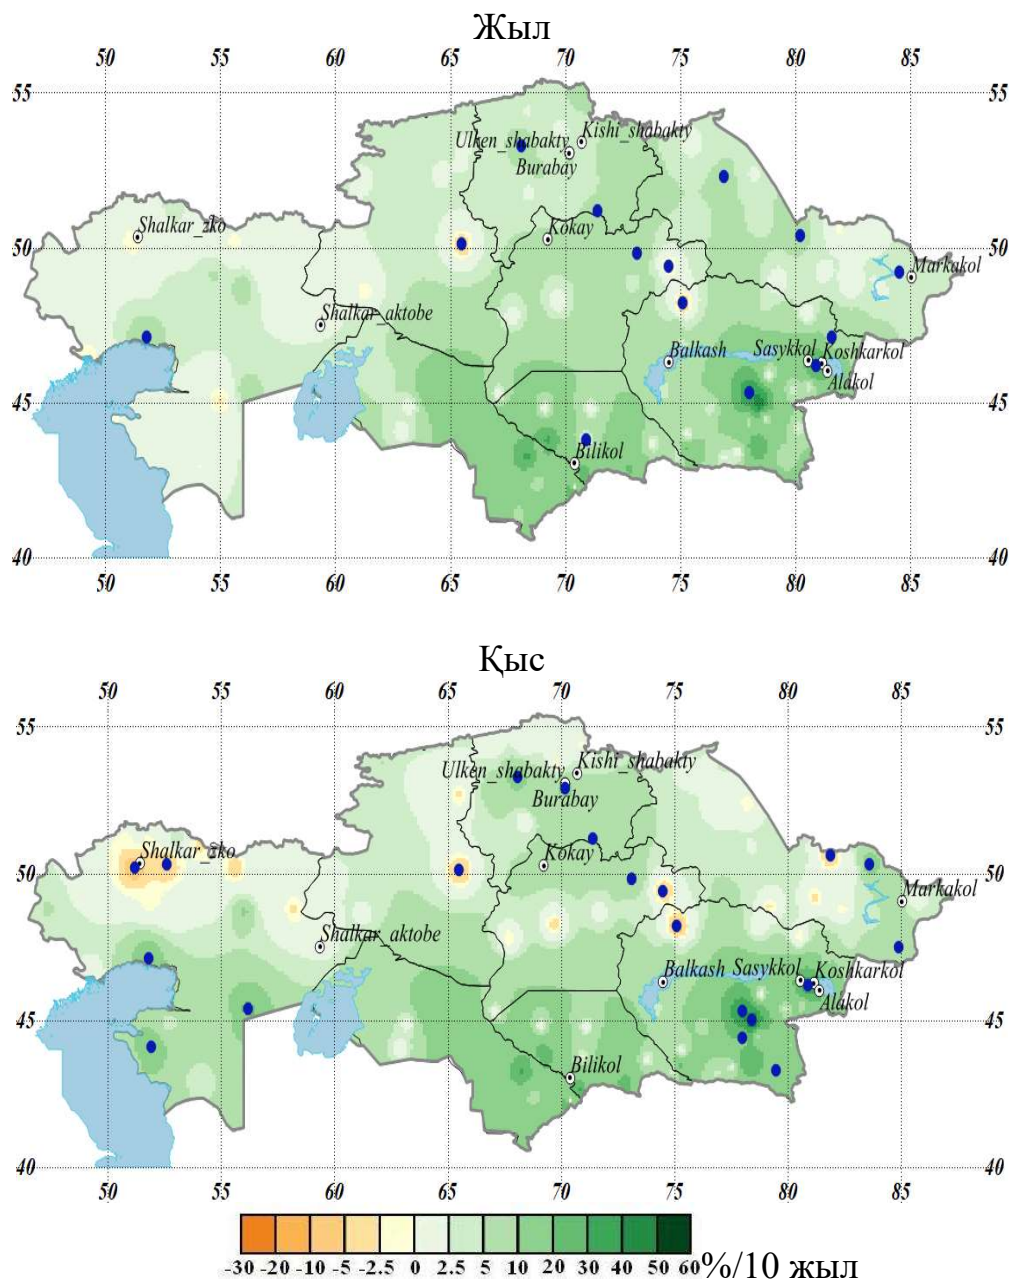 Жыл
50 55 60 65 70 75 80 85
55 55
Kishi_shabakty
Ulken_shabakty
Burabay
Shalkar_zko
Kokay
50 50
Markakol
Shalkar_aktobe
Balkash
Sasykkol
Koshkarkol
Alakol
45 45
Bilikol
40 40
50 55 60 65 70 75 80 85
Қыс
50 55 60 65 70 75 80 85
55 55
Kishi_shabakty
Ulken_shabakty
Burabay
Shalkar_zko
Kokay
50 50
Markakol
Shalkar_aktobe
Balkash
Sasykkol
Koshkarkol
Alakol
45 45
Bilikol
40 40
50 55 60 65 70 75 80 85
-30 -20 -10 -5 -2.5 0 2.5 5 10 20 30 40 50 60 %/10 жыл